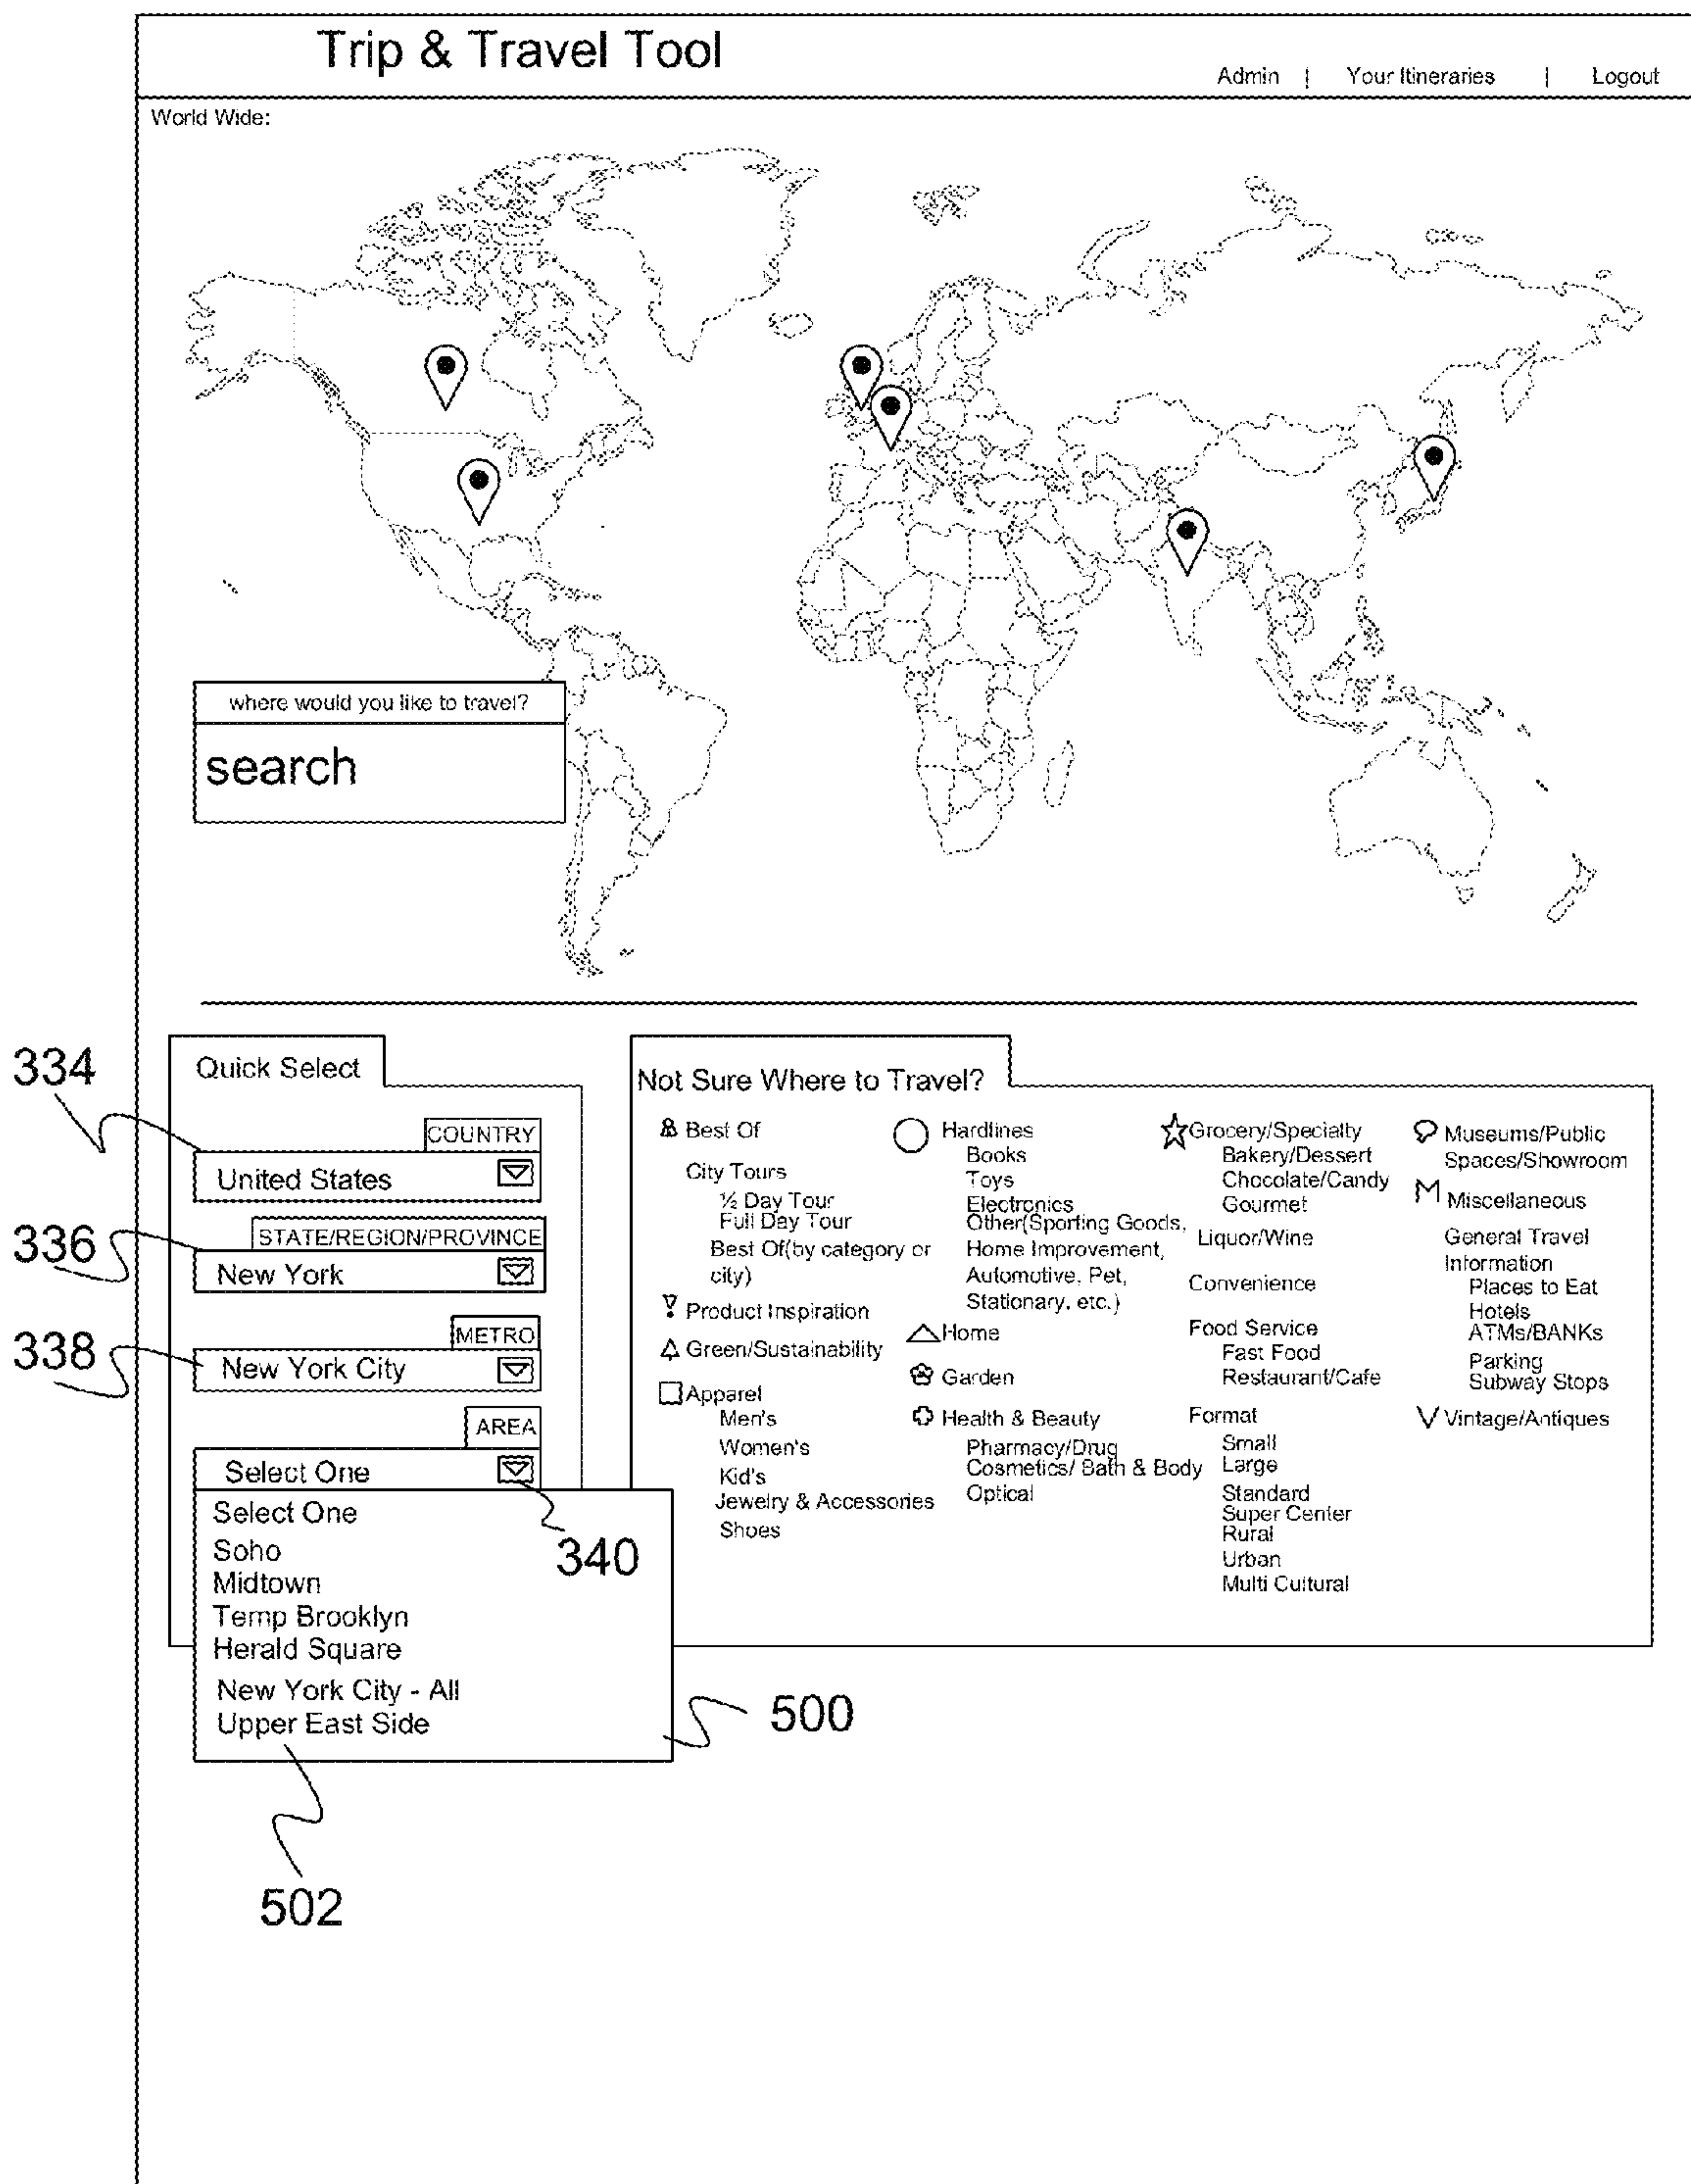 Trip & Travel Tool
Admin | Your Itineraries | Logout
World Wide:
where would you like to travel?
search
Quick Select
334
COUNTRY
United States
336
STATE/REGION/PROVINCE
New York
338
METRO
New York City
AREA
Select One
340
Select One
Soho
Midtown
Temp Brooklyn
Herald Square
New York City - All
Upper East Side
500
502
Not Sure Where to Travel?
Best Of
City Tours
½ Day Tour
Full Day Tour
Best Of(by category or
city)
Product Inspiration
Green/Sustainability
Apparel
Men's
Women's
Kid's
Jewelry & Accessories
Shoes
Hardlines
Books
Toys
Electronics
Other(Sporting Goods,
Home Improvement,
Automotive, Pet,
Stationary, etc.)
Home
Garden
Health & Beauty
Pharmacy/Drug
Cosmetics/ Bath & Body
Optical
Grocery/Specialty
Bakery/Dessert
Chocolate/Candy
Gourmet
Liquor/Wine
Convenience
Food Service
Fast Food
Restaurant/Cafe
Format
Small
Large
Standard
Super Center
Rural
Urban
Multi Cultural
Museums/Public
Spaces/Showroom
Miscellaneous
General Travel
Information
Places to Eat
Hotels
ATMs/BANKs
Parking
Subway Stops
Vintage/Antiques